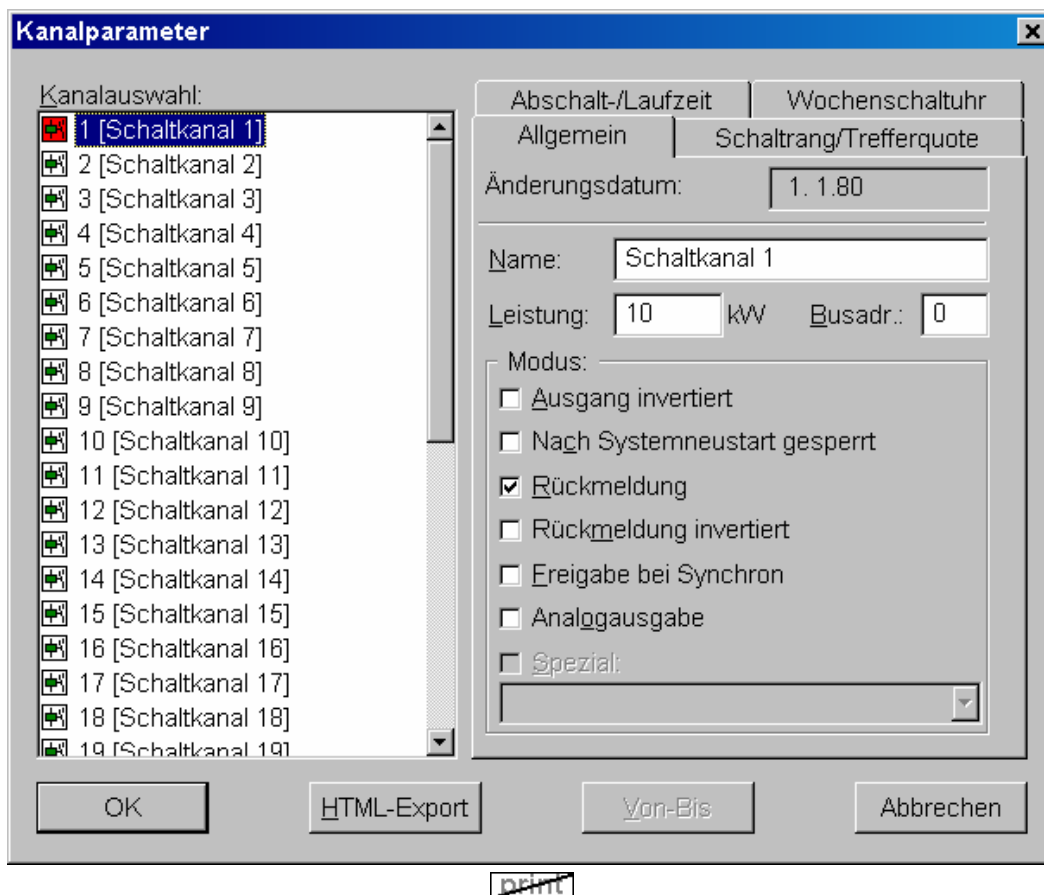 Kanalparameter
Kanalauswahl:
1 [Schaltkanal 1]
2 [Schaltkanal 2]
3 [Schaltkanal 3]
4 [Schaltkanal 4]
5 [Schaltkanal 5]
6 [Schaltkanal 6]
7 [Schaltkanal 7]
8 [Schaltkanal 8]
9 [Schaltkanal 9]
10 [Schaltkanal 10]
11 [Schaltkanal 11]
12 [Schaltkanal 12]
13 [Schaltkanal 13]
14 [Schaltkanal 14]
15 [Schaltkanal 15]
16 [Schaltkanal 16]
17 [Schaltkanal 17]
18 [Schaltkanal 18]
19 [Schaltkanal 19]
Abschalt-/Laufzeit Wochenschaltuhr
Allgemein Schaltrang/Trefferquote
Änderungsdatum: 1. 1.80
Name: Schaltkanal 1
Leistung: 10 kW Busadr.: 0
Modus:
Ausgang invertiert
Nach Systemneustart gesperrt
Rückmeldung
Rückmeldung invertiert
Freigabe bei Synchron
Analogausgabe
Spezial:
OK HTML-Export Von-Bis Abbrechen
print